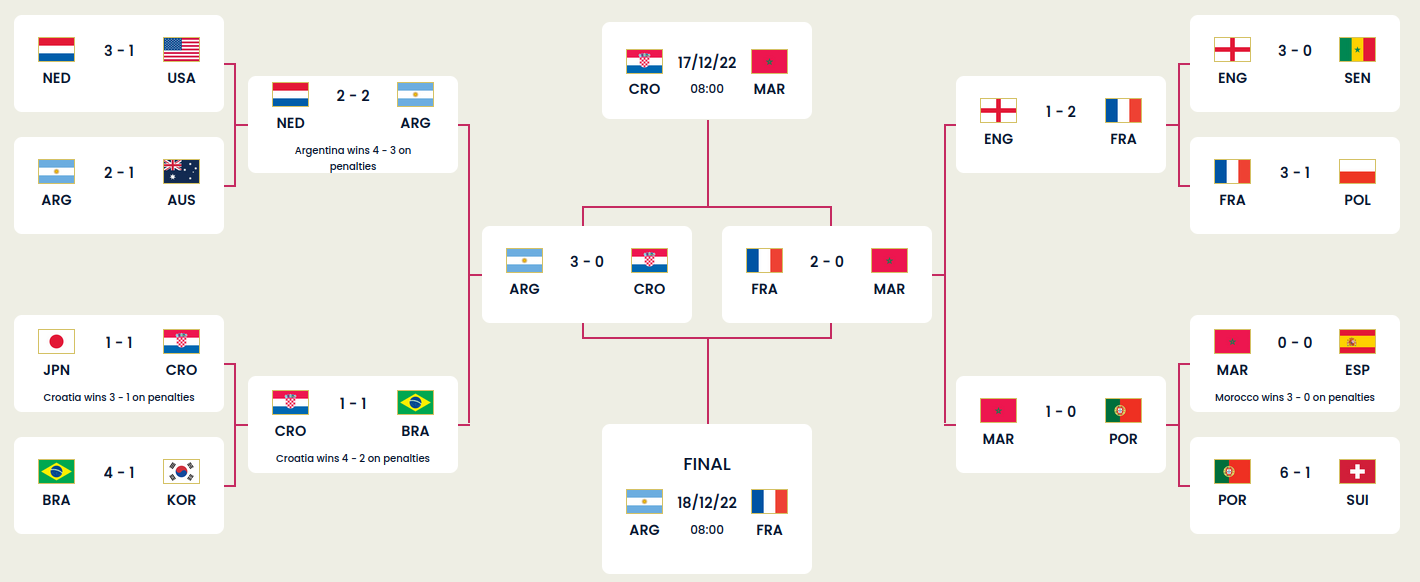 3 - 1
NED USA
2 - 1
ARG AUS
1 - 1
JPN CRO
Croatia wins 3 - 1 on penalties
4 - 1
BRA KOR
2 - 2
NED ARG
Argentina wins 4 - 3 on
penalties
1 - 1
CRO BRA
Croatia wins 4 - 2 on penalties
3 - 0
ARG CRO
17/12/22
CRO 08:00 MAR
2 - 0
FRA MAR
FINAL
18/12/22
ARG 08:00 FRA
1 - 2
ENG FRA
1 - 0
MAR POR
3 - 0
ENG SEN
3 - 1
FRA POL
0 - 0
MAR ESP
Morocco wins 3 - 0 on penalties
6 - 1
POR SUI